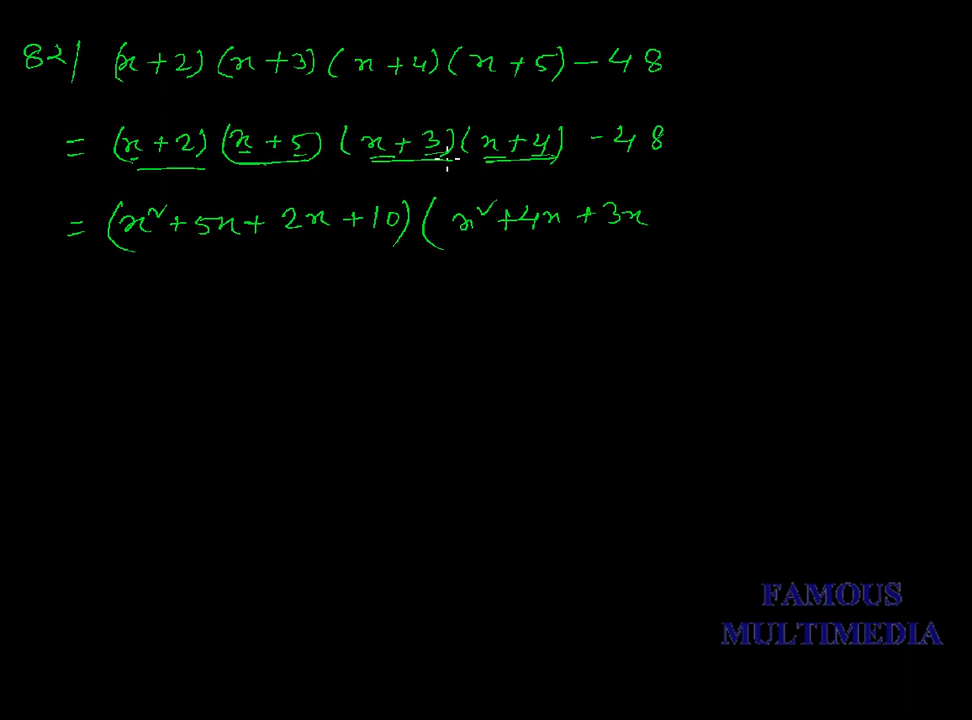 82) (x+2)(x+3)(x+4)(x+5)-48
= (x+2)(x+5)(x+3)(x+4)-48
= (x²+5x+2x+10)(x²+4x+3x
FAMOUS
MULTIMEDIA